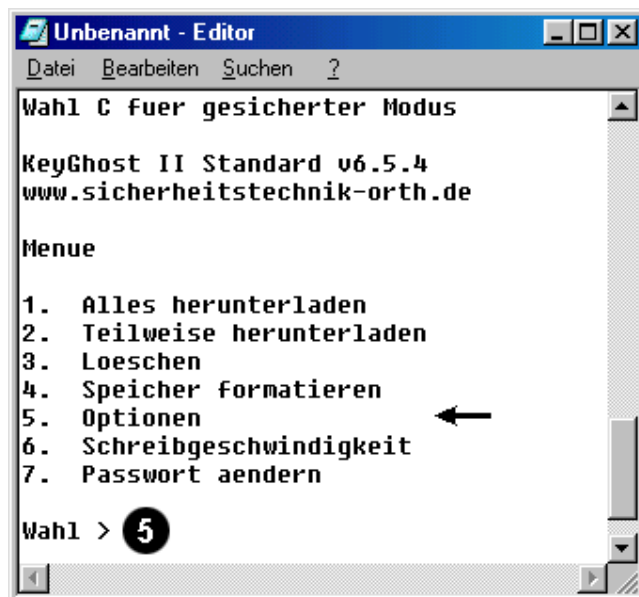 Unbenannt - Editor
Datei Bearbeiten Suchen ?
Wahl C fuer gesicherter Modus
KeyGhost II Standard v6.5.4
www.sicherheitstechnik-orth.de
Menue
1. Alles herunterladen
2. Teilweise herunterladen
3. Loeschen
4. Speicher formatieren
5. Optionen
6. Schreibgeschwindigkeit
7. Passwort aendern
Wahl > 5